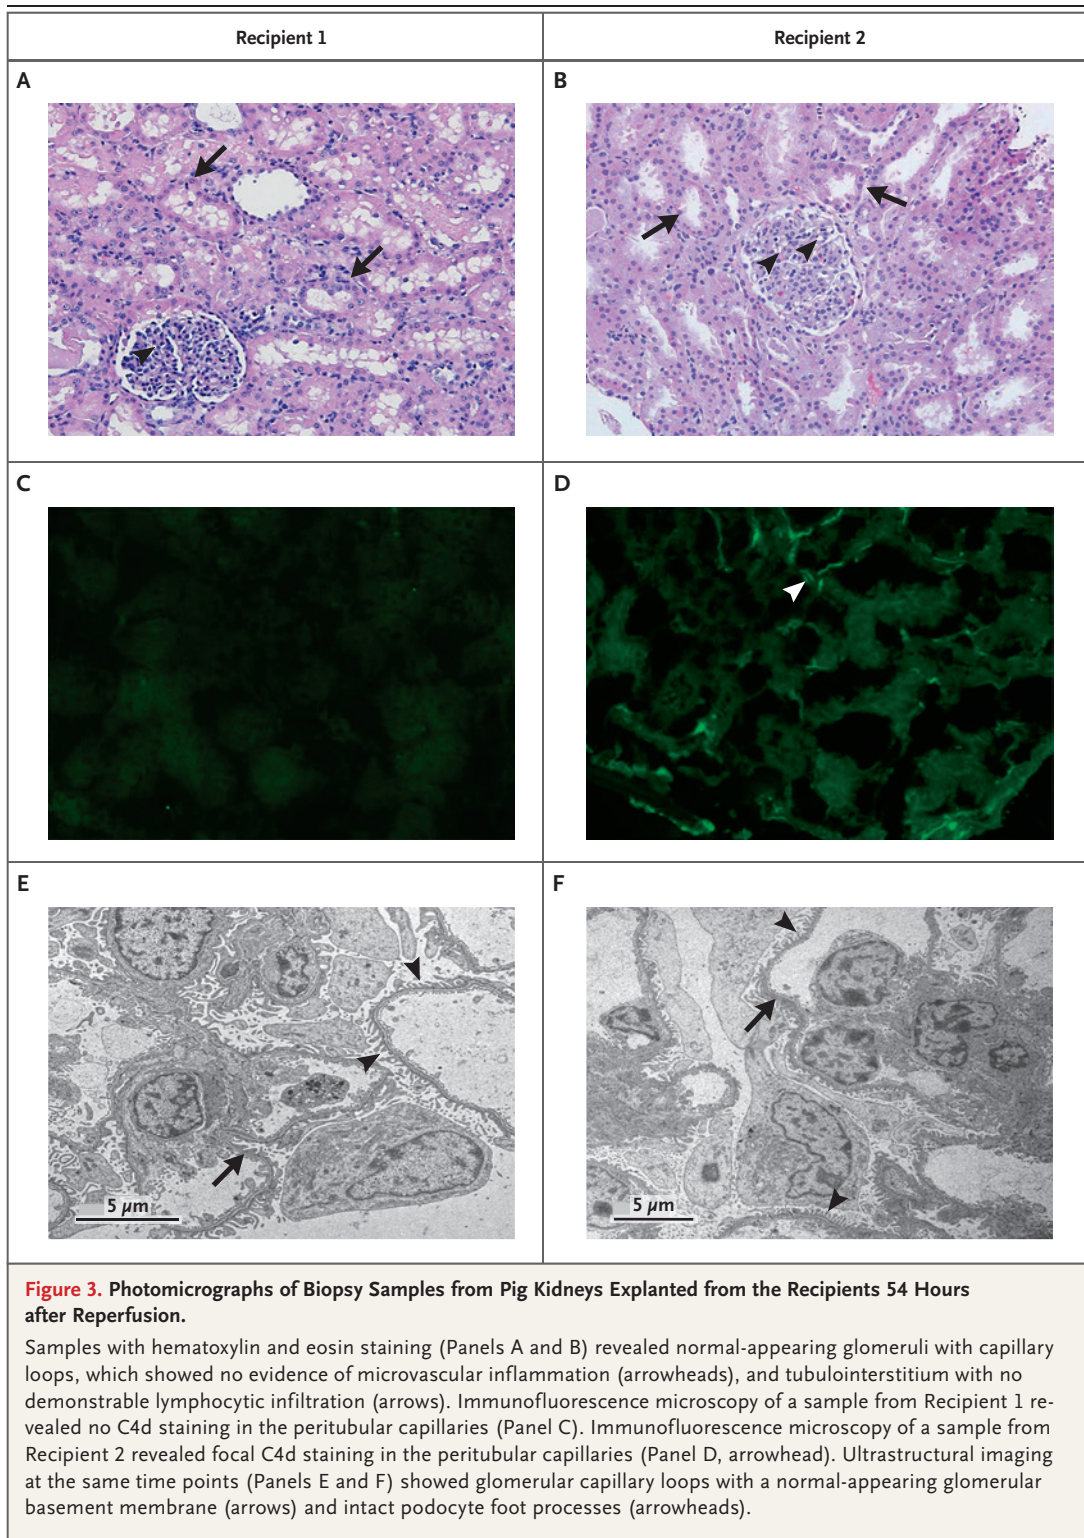 Recipient 1
Recipient 2
A
B
C
D
E
F
5 µm
5 µm
Figure 3. Photomicrographs of Biopsy Samples from Pig Kidneys Explanted from the Recipients 54 Hours
after Reperfusion.
Samples with hematoxylin and eosin staining (Panels A and B) revealed normal-appearing glomeruli with capillary
loops, which showed no evidence of microvascular inflammation (arrowheads), and tubulointerstitium with no
demonstrable lymphocytic infiltration (arrows). Immunofluorescence microscopy of a sample from Recipient 1 re-
vealed no C4d staining in the peritubular capillaries (Panel C). Immunofluorescence microscopy of a sample from
Recipient 2 revealed focal C4d staining in the peritubular capillaries (Panel D, arrowhead). Ultrastructural imaging
at the same time points (Panels E and F) showed glomerular capillary loops with a normal-appearing glomerular
basement membrane (arrows) and intact podocyte foot processes (arrowheads).